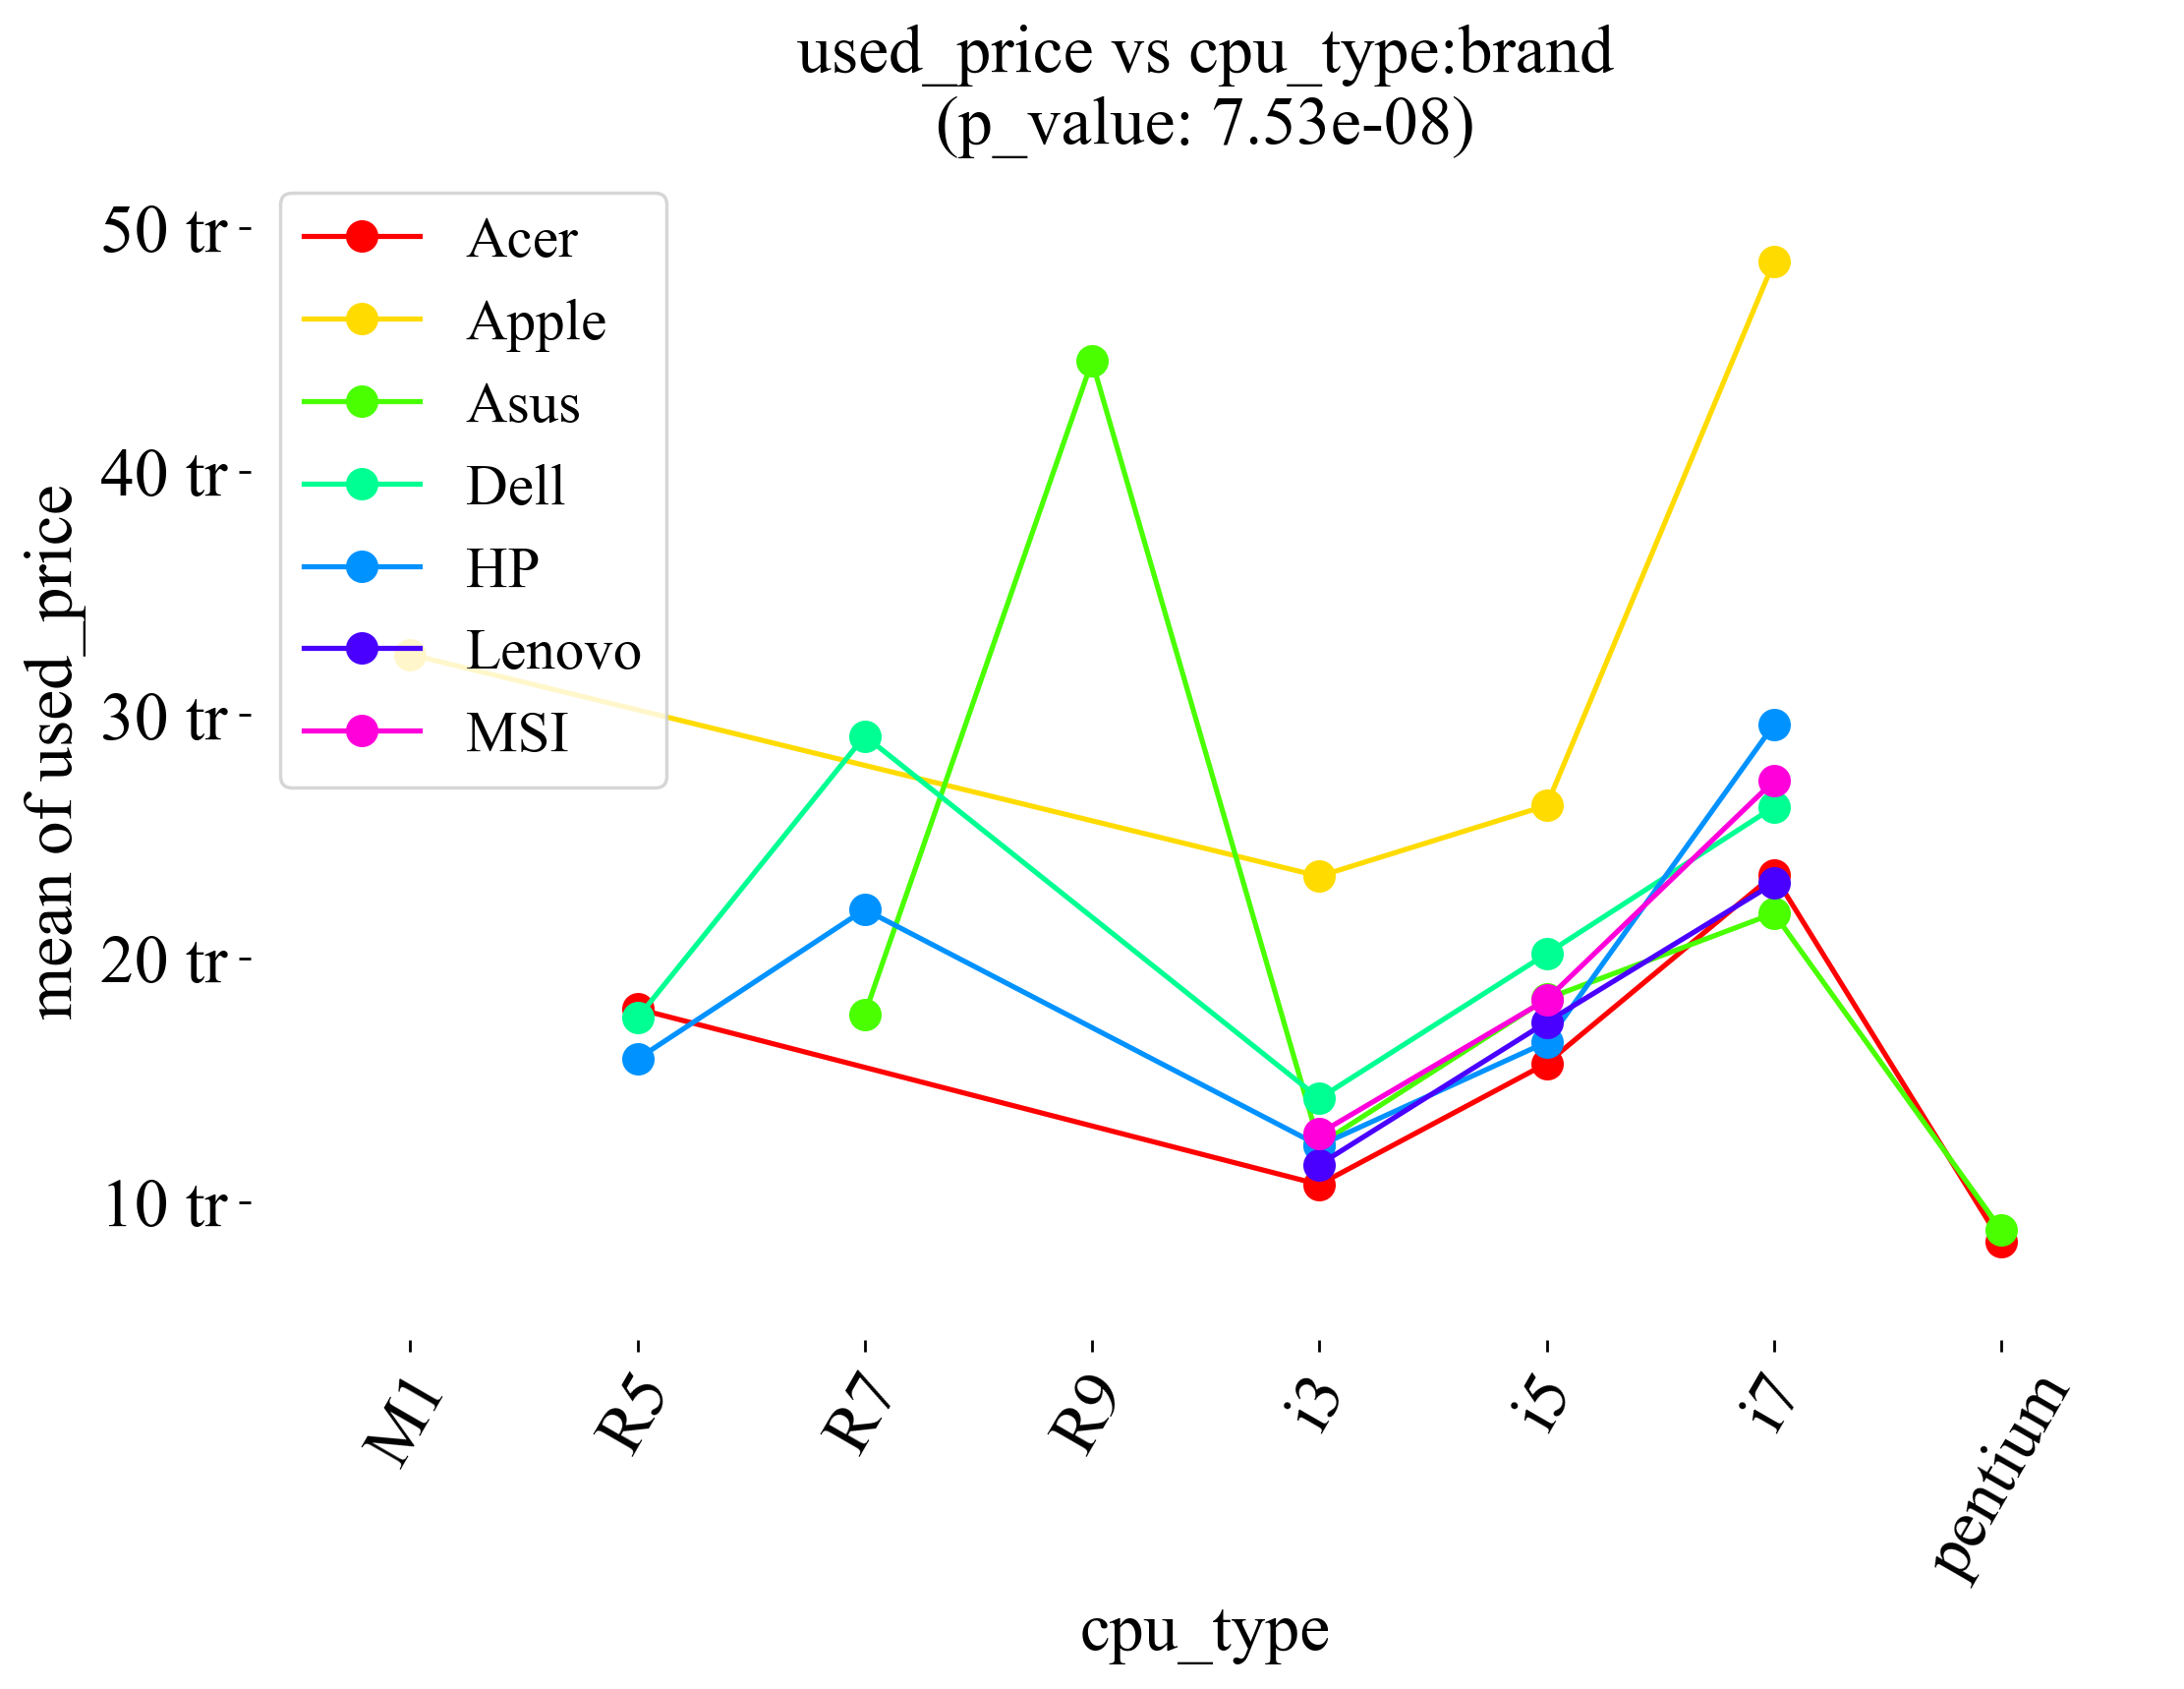 used_price vs cpu_type:brand
(p_value: 7.53e-08)
50 tr
40 tr
30 tr
20 tr
10 tr
mean of used_price
Acer
Apple
Asus
Dell
HP
Lenovo
MSI
M1
R5
R7
R9
i3
i5
i7
pentium
cpu_type